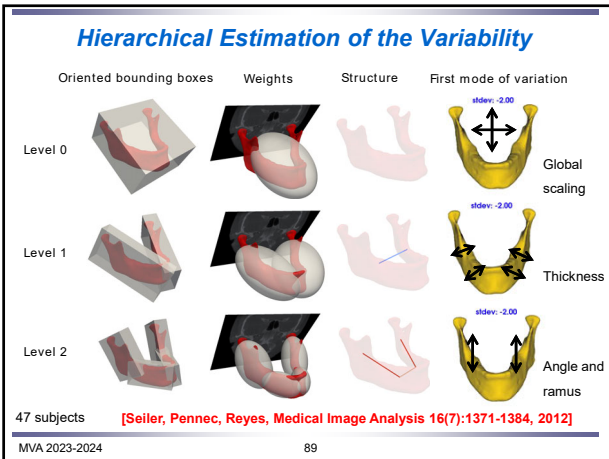 Hierarchical Estimation of the Variability
Oriented bounding boxes Weights Structure First mode of variation
stdev: -2.00
Level 0
Global
scaling
stdev: -2.00
Level 1
Thickness
stdev: -2.00
Level 2
Angle and
ramus
47 subjects [Seiler, Pennec, Reyes, Medical Image Analysis 16(7):1371-1384, 2012]
MVA 2023-2024 89